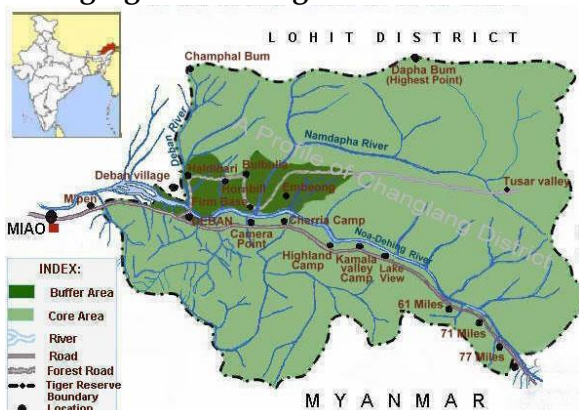 LOHIT DISTRICT
Champhal Bum
Dapha Bum
(Highest Point)
Deban River
Namdapha River
A Profile of Changlang District
Deban village
Haldibari
Bulbulia
Hornbill
Embeong
Tusar valley
M'pen
Firm Base
MIAO
DEBAN
Camera
Point
Cherria Camp
Noa-Dehing River
Highland
Camp
Kamala
valley
Camp
Lake
View
61 Miles
71 Miles
77 Miles
INDEX:
Buffer Area
Core Area
River
Road
Forest Road
Tiger Reserve
Boundary
Location
MYANMAR